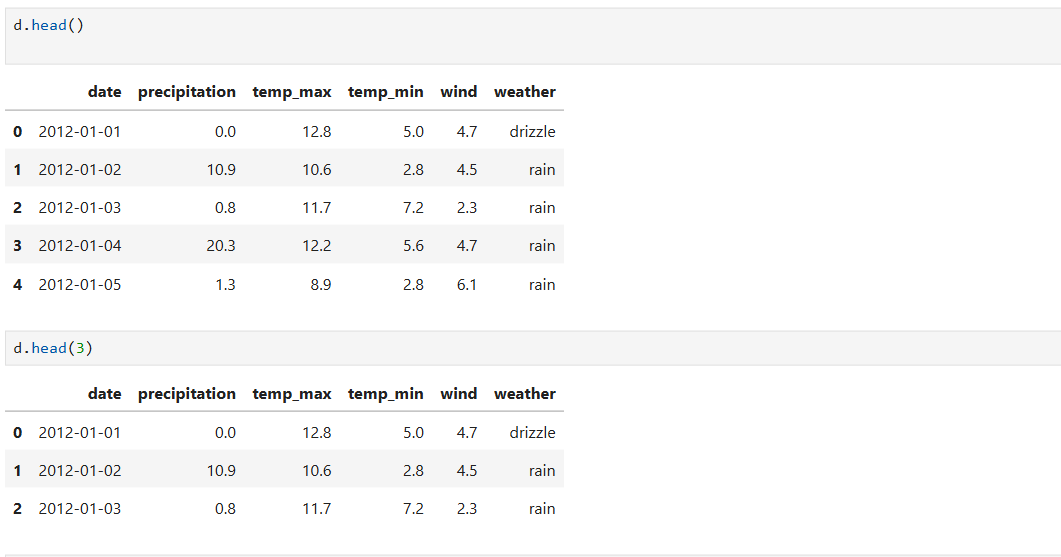 d.head()
date precipitation temp_max temp_min wind weather
0 2012-01-01 0.0 12.8 5.0 4.7 drizzle
1 2012-01-02 10.9 10.6 2.8 4.5 rain
2 2012-01-03 0.8 11.7 7.2 2.3 rain
3 2012-01-04 20.3 12.2 5.6 4.7 rain
4 2012-01-05 1.3 8.9 2.8 6.1 rain
d.head(3)
date precipitation temp_max temp_min wind weather
0 2012-01-01 0.0 12.8 5.0 4.7 drizzle
1 2012-01-02 10.9 10.6 2.8 4.5 rain
2 2012-01-03 0.8 11.7 7.2 2.3 rain